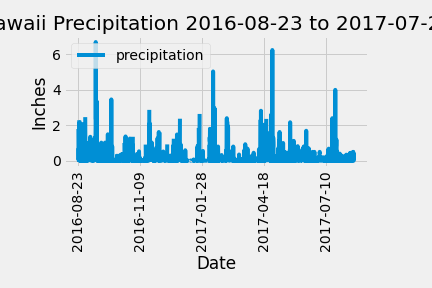 awaii Precipitation 2016-08-23 to 2017-07-2
precipitation
Inches
6
4
2
0
2016-08-23
2016-11-09
2017-01-28
2017-04-18
2017-07-10
Date